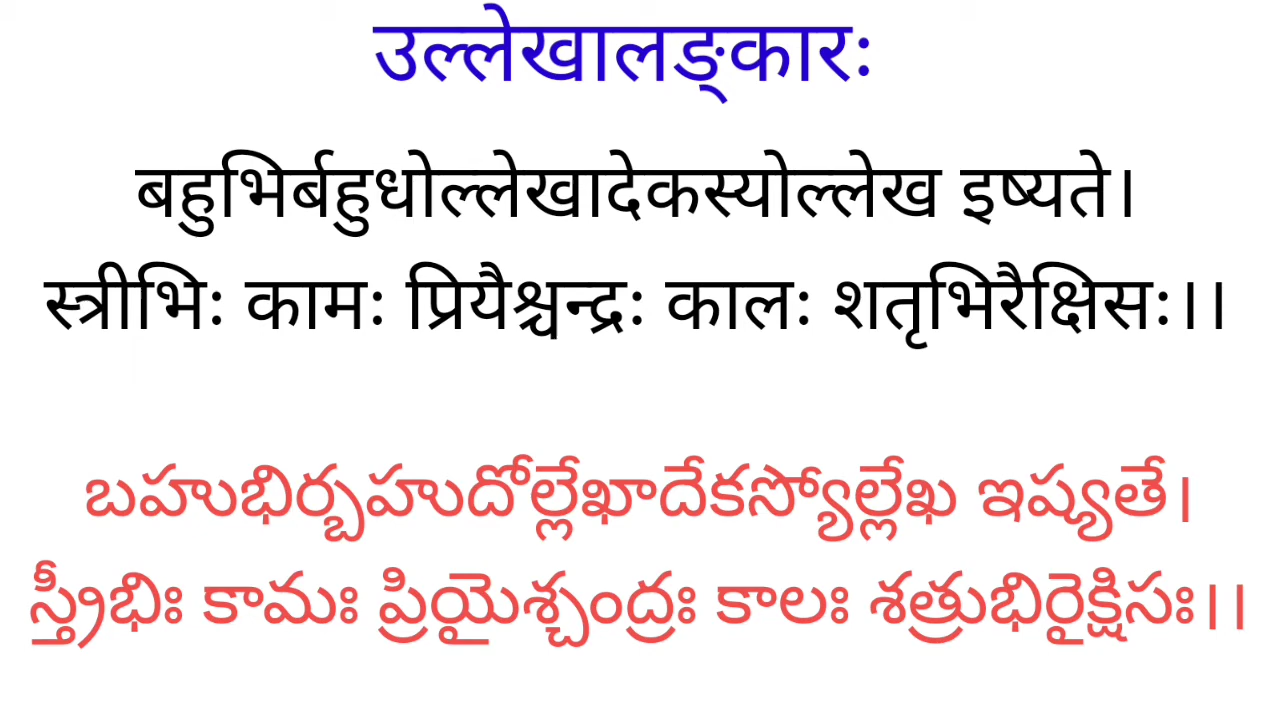 उल्लेखालङ्कारः
बहुभिर्बहुधोल्लेखादेकस्योल्लेख इष्यते।
स्त्रीभिः कामः प्रियैश्चन्द्रः कालः शतृभिरैक्षिसः।।
బహుభిర్బహుదోల్లేఖాదేకస్యోల్లేఖ ఇష్యతే।
స్త్రీభిః కామః ప్రియైశ్చంద్రః కాలః శత్రుభిరైక్షిసః।।